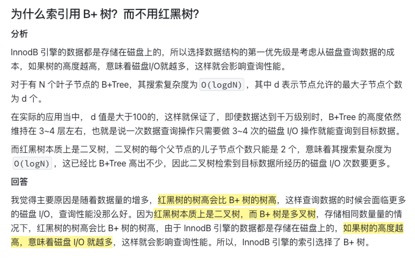 为什么索引用 B+ 树？而不用红黑树？
分析
InnodB 引擎的数据都是存储在磁盘上的，所以选择数据结构的第一优先级是考虑从磁盘查询数据的成
本，如果树的高度越高，意味着磁盘I/O就越多，这样就会影响查询性能。
对于有 N 个叶子节点的 B+Tree，其搜索复杂度为 O(logdN) ，其中 d 表示节点允许的最大子节点个数
为 d 个。
在实际的应用当中， d 值是大于100的，这样就保证了，即使数据达到千万级别时，B+Tree 的高度依然
维持在 3~4 层左右，也就是说一次数据查询操作只需要做 3~4 次的磁盘 I/O 操作就能查询到目标数据。
而红黑树本质上是二叉树，二叉树的每个父节点的儿子节点个数只能是 2 个，意味着其搜索复杂度为
O(logN) ，这已经比 B+Tree 高出不少，因此二叉树检索到目标数据所经历的磁盘 I/O 次数要更多。
回答
我觉得主要原因是随着数据量的增多，红黑树的树高会比 B+ 树的树高，这样查询数据的时候会面临更多
的磁盘 I/O，查询性能没那么好，因为红黑树本质上是二叉树，而 B+ 树是多叉树，存储相同数量量的情
况下，红黑树的树高会比 B+ 树的树高，由于 InnodB 引擎的数据都是存储在磁盘上的，如果树的高度越
高，意味着磁盘 I/O 就越多，这样就会影响查询性能。所以，InnodB 引擎的索引选择了 B+ 树。